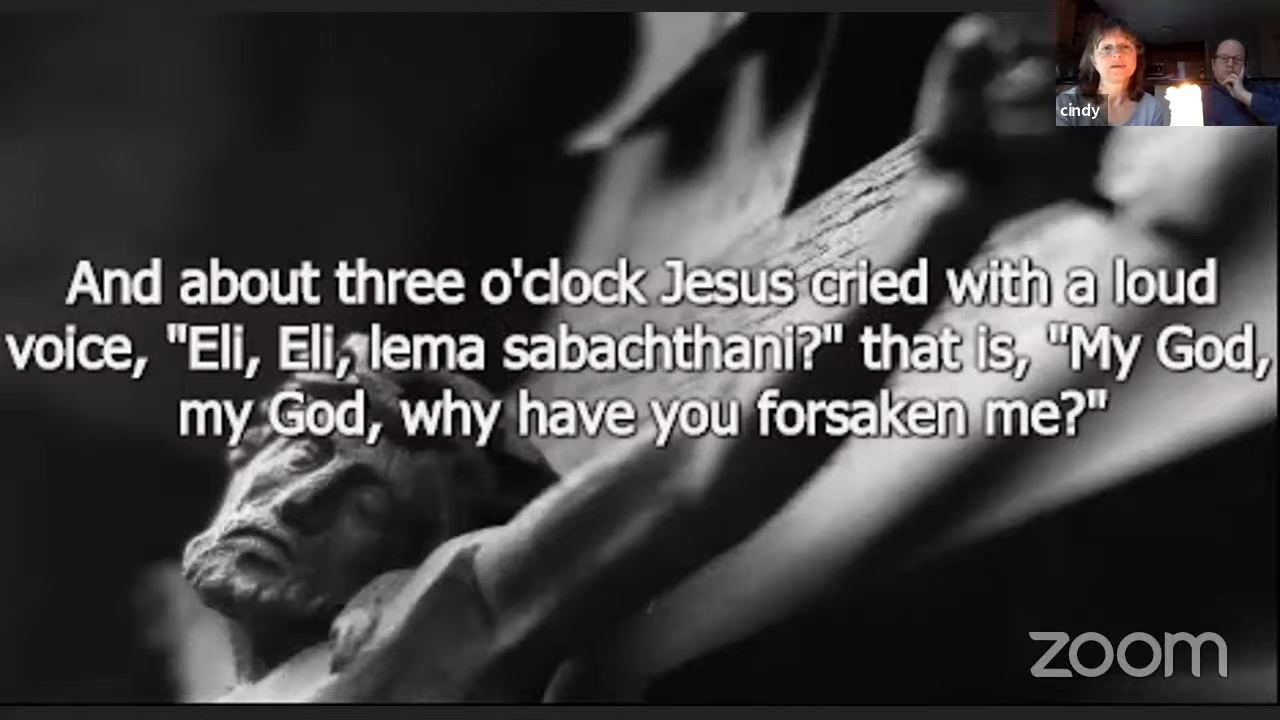 cindy
And about three o'clock Jesus cried with a loud
voice, "Eli, Eli, lema sabachthani?" that is, "My God,
my God, why have you forsaken me?"
zoom